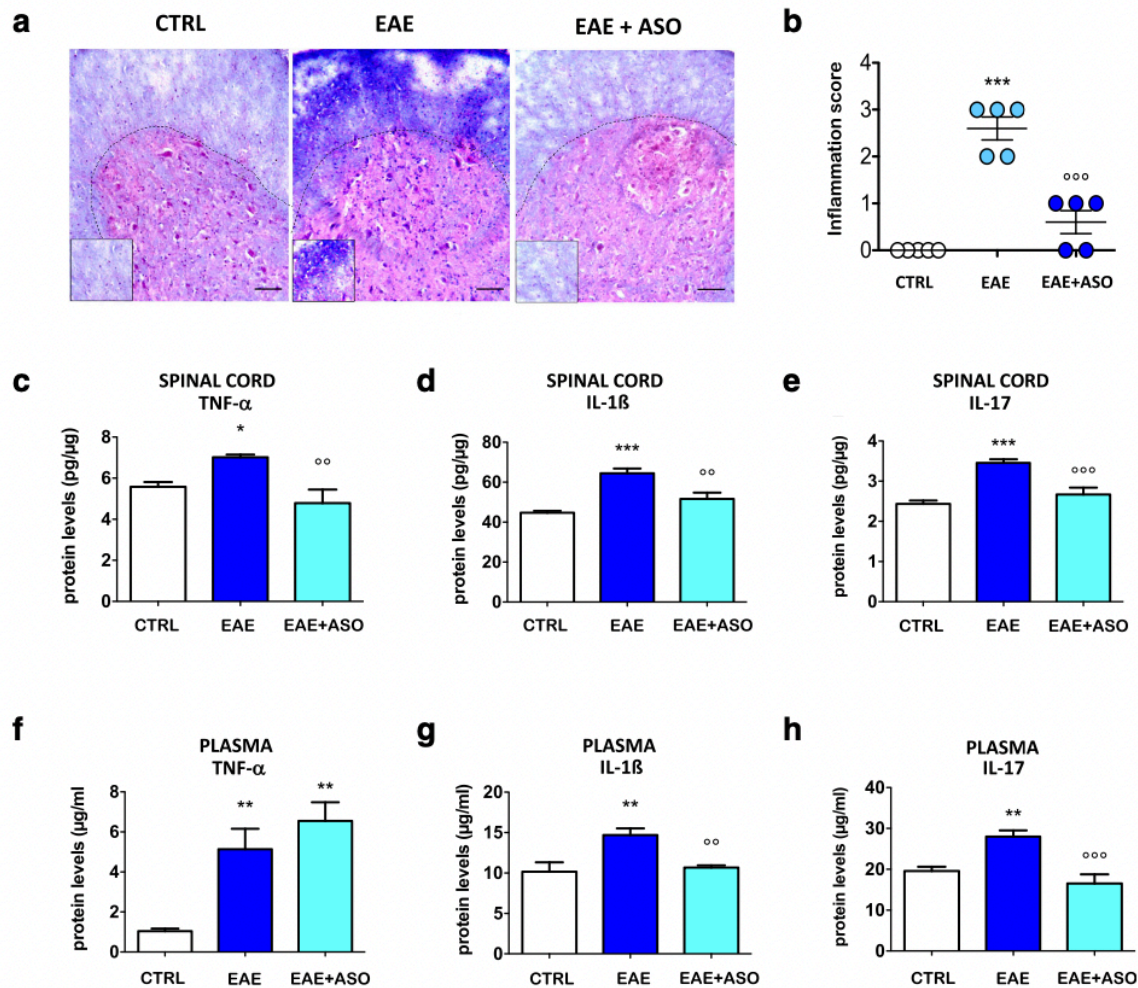 a
CTRL
EAE
EAE + ASO
b
Inflammation score
4
3
2
1
0
***
°°°
CTRL
EAE
EAE+ASO
c
SPINAL CORD
TNF-α
protein levels (pg/µg)
8
6
4
2
0
*
°°
CTRL
EAE
EAE+ASO
d
SPINAL CORD
IL-1ß
protein levels (pg/µg)
80
60
40
20
0
***
°°
CTRL
EAE
EAE+ASO
e
SPINAL CORD
IL-17
protein levels (pg/µg)
4
3
2
1
0
***
°°°
CTRL
EAE
EAE+ASO
f
PLASMA
TNF-α
protein levels (µg/ml)
8
6
4
2
0
**
**
CTRL
EAE
EAE+ASO
g
PLASMA
IL-1ß
protein levels (µg/ml)
20
15
10
5
0
**
°°
CTRL
EAE
EAE+ASO
h
PLASMA
IL-17
protein levels (µg/ml)
40
30
20
10
0
**
°°°
CTRL
EAE
EAE+ASO